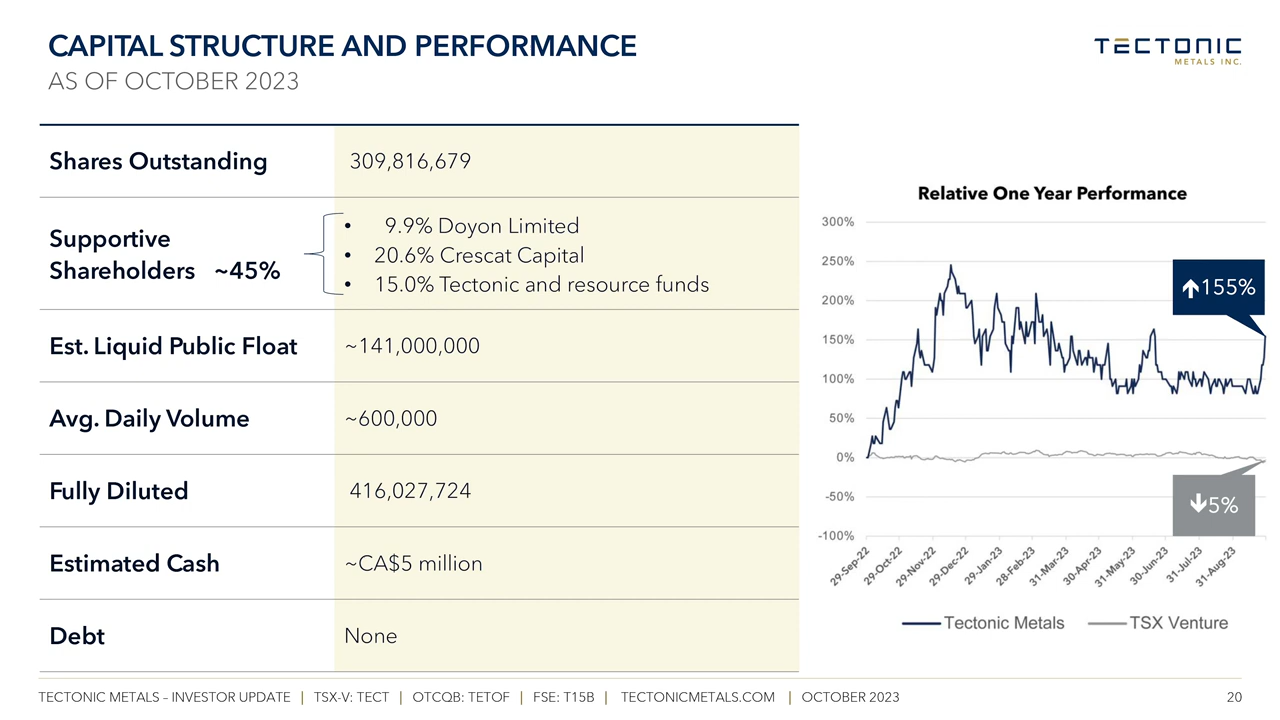 CAPITAL STRUCTURE AND PERFORMANCE
AS OF OCTOBER 2023
TECTONIC
METALS INC.
Shares Outstanding 309,816,679
Supportive
Shareholders ~45%
• 9.9% Doyon Limited
• 20.6% Crescat Capital
• 15.0% Tectonic and resource funds
Est. Liquid Public Float ~141,000,000
Avg. Daily Volume ~600,000
Fully Diluted 416,027,724
Estimated Cash ~CA$5 million
Debt None
Relative One Year Performance
300%
250%
200%
150%
100%
50%
0%
-50%
-100%
↑155%
↓5%
29-Sep-22
29-Oct-22
29-Nov-22
29-Dec-22
29-Jan-23
28-Feb-23
31-Mar-23
30-Apr-23
31-May-23
30-Jun-23
31-Jul-23
31-Aug-23
Tectonic Metals TSX Venture
TECTONIC METALS – INVESTOR UPDATE | TSX-V: TECT | OTCQB: TETOF | FSE: T15B | TECTONICMETALS.COM | OCTOBER 2023 20